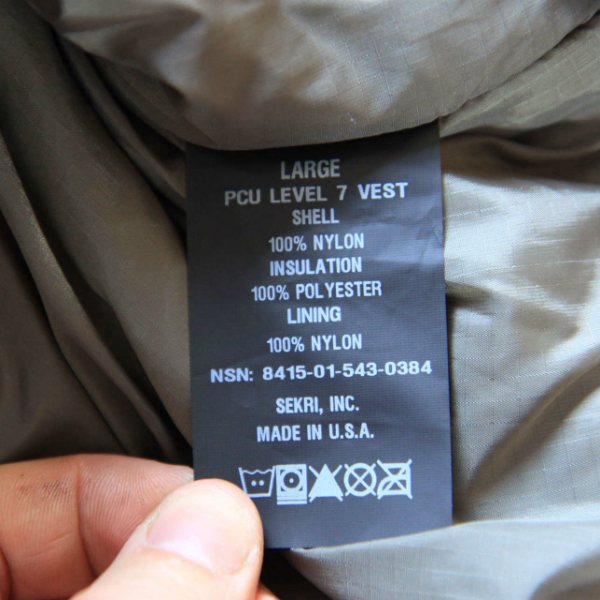 LARGE
PCU LEVEL 7 VEST
SHELL
100% NYLON
INSULATION
100% POLYESTER
LINING
100% NYLON
NSN: 8415-01-543-0384
SEKRI, INC.
MADE IN U.S.A.